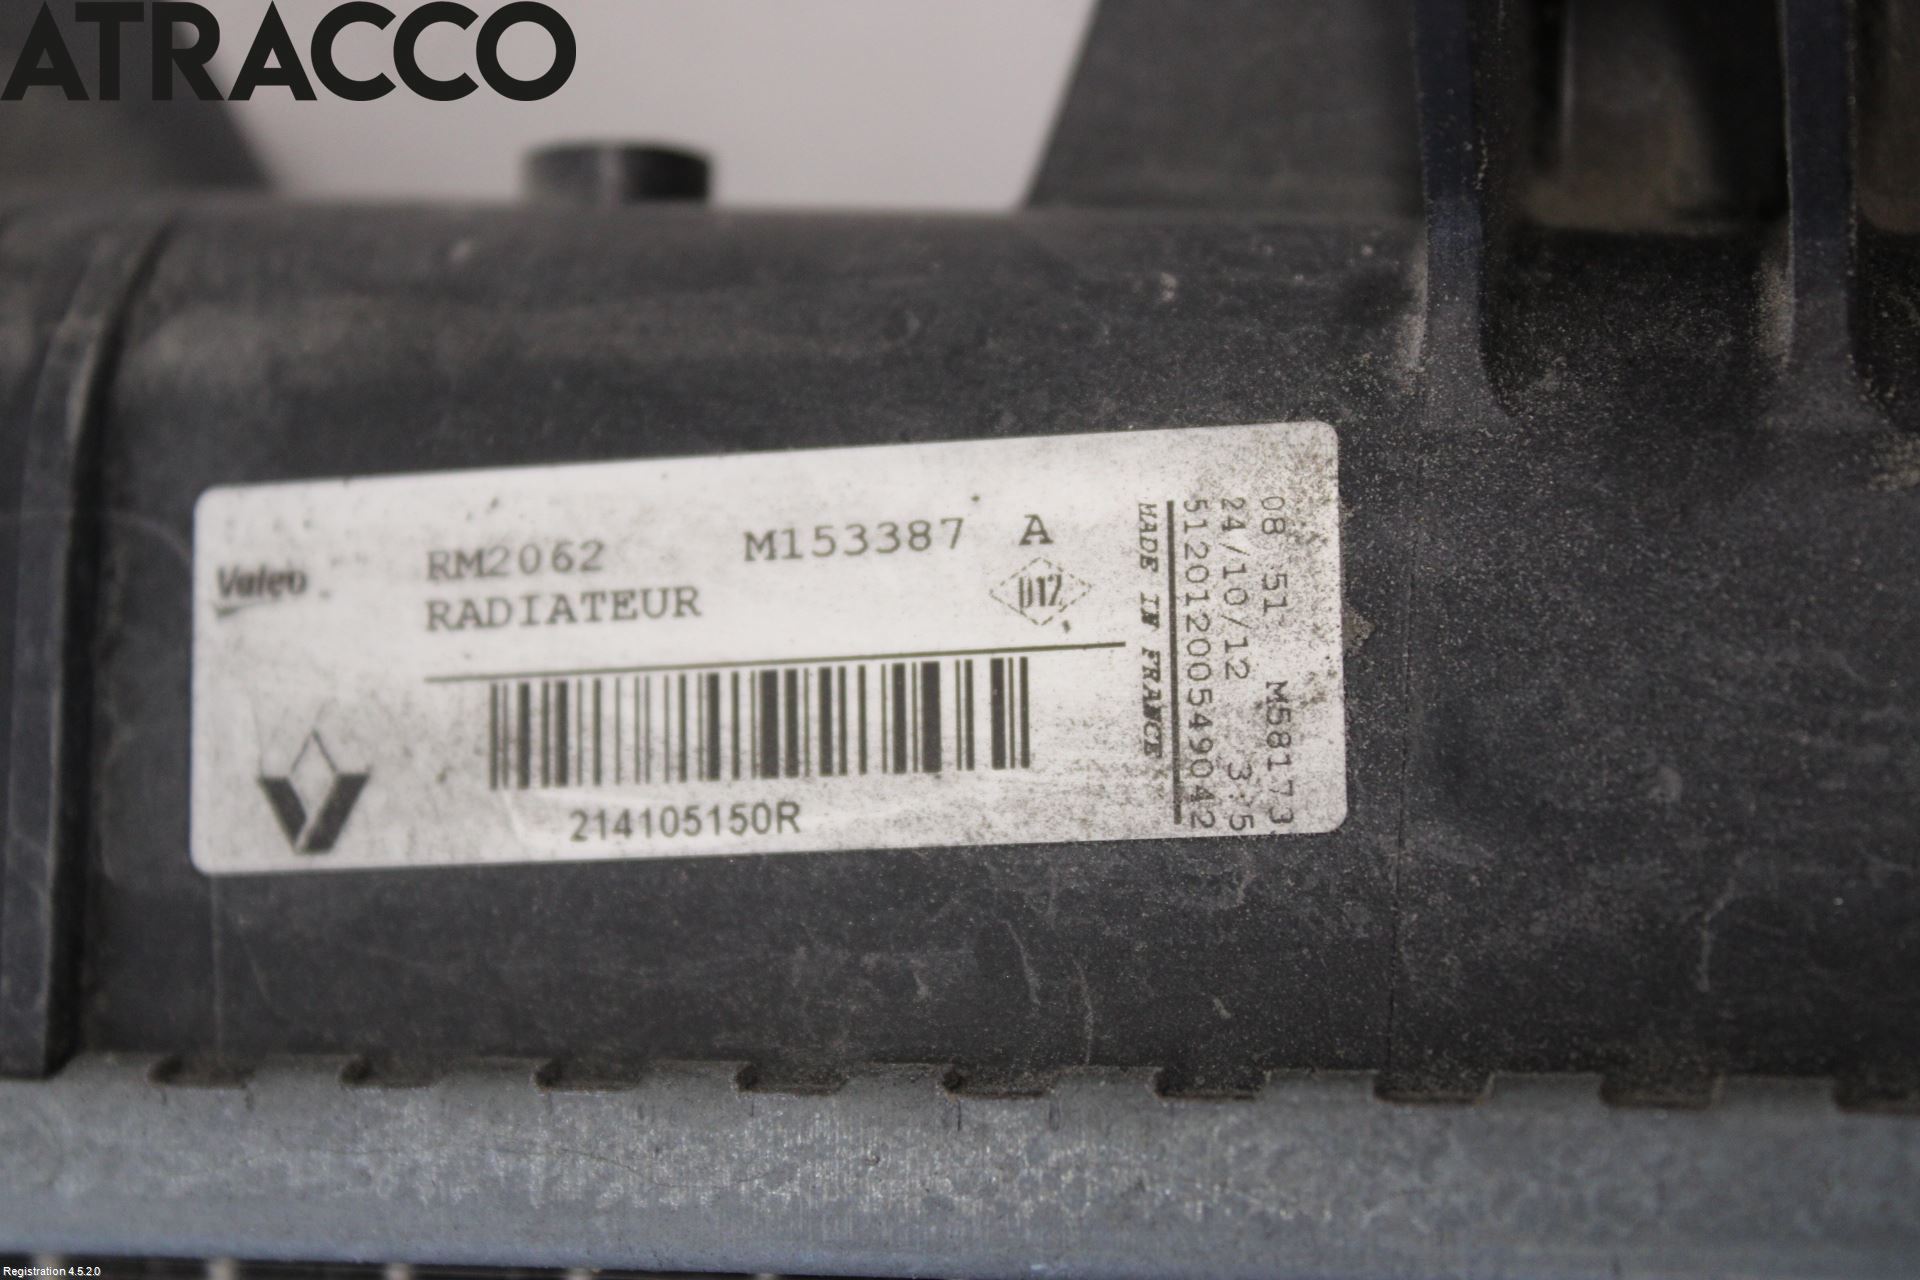 ATRACCO
Valeo
RM2062 M153387 A
RADIATEUR
D12
214105150R
MADE IN FRANCE
51201200549042
24/10/12 3:5
08 51 M58173
Registration 4.5.2.0